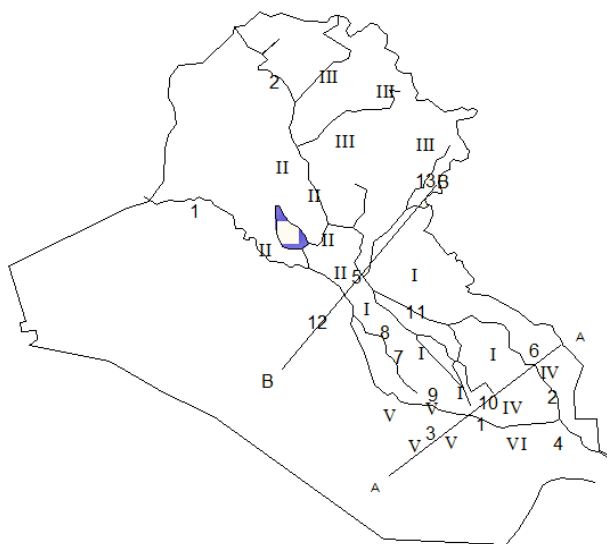 2 III III
III III
II 13 B
II
1
II II
II I
II 5
I 11
12 8
I
7 I 6 A
B IV
9 I 10 2
V V IV
1
3 VI 4
V V
A